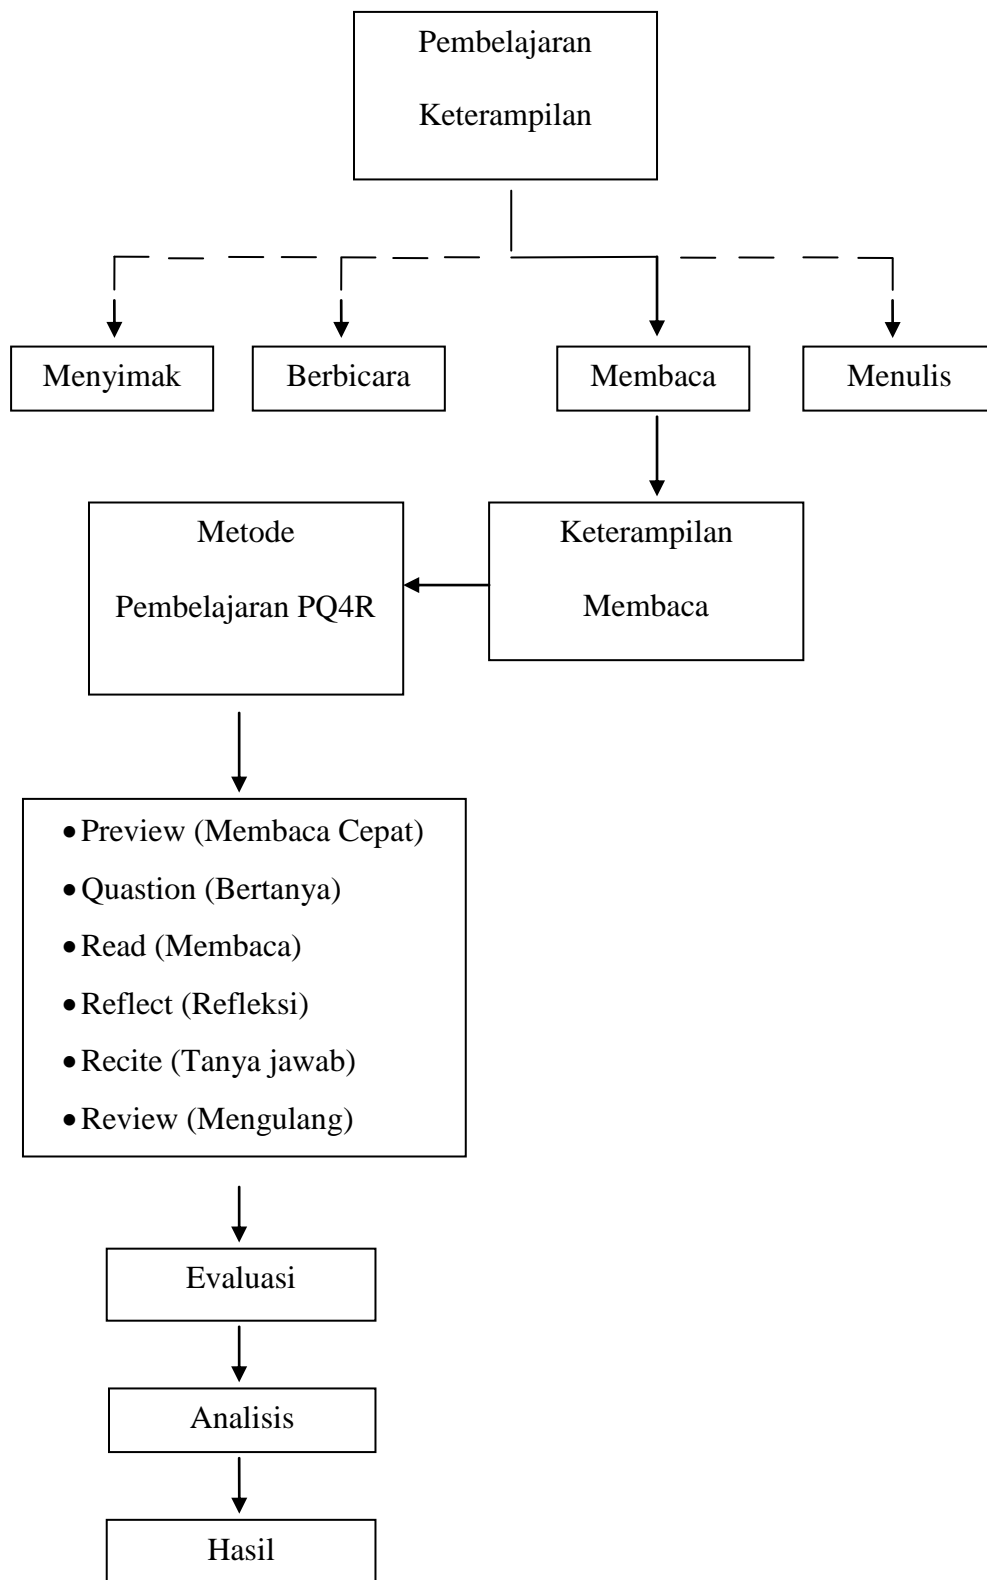 Pembelajaran
Keterampilan
Menyimak
Berbicara
Membaca
Menulis
Metode
Pembelajaran PQ4R
Keterampilan
Membaca
•Preview (Membaca Cepat)
•Quastion (Bertanya)
•Read (Membaca)
•Reflect (Refleksi)
•Recite (Tanya jawab)
•Review (Mengulang)
Evaluasi
Analisis
Hasil